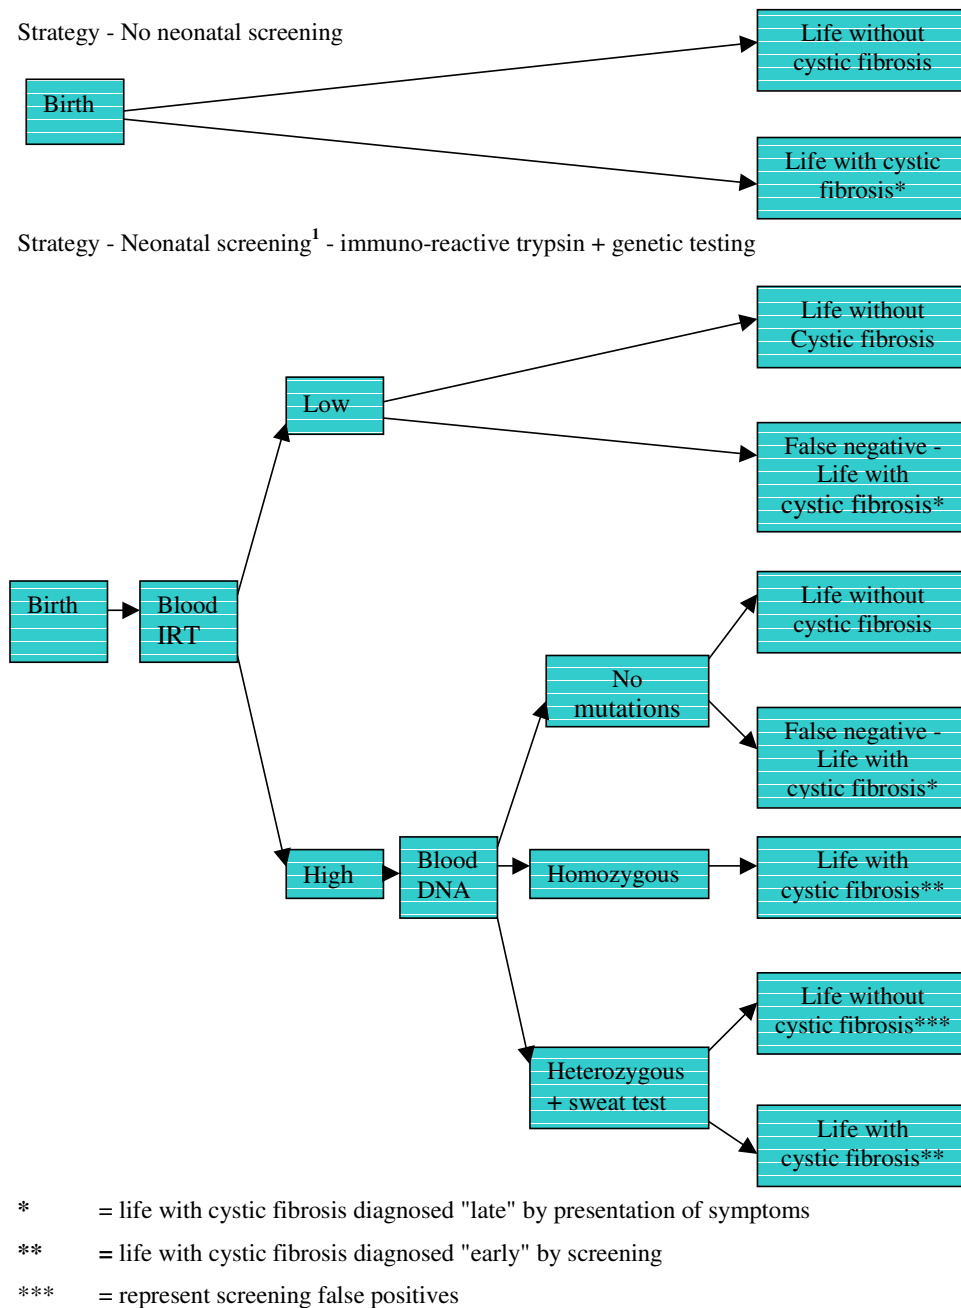 Strategy - No neonatal screening
Life without
cystic fibrosis
Birth
Life with cystic
fibrosis*
Strategy - Neonatal screening¹ - immuno-reactive trypsin + genetic testing
Life without
Cystic fibrosis
Low
False negative -
Life with
cystic fibrosis*
Birth
Blood
IRT
Life without
cystic fibrosis
No
mutations
False negative -
Life with
cystic fibrosis*
High
Blood
DNA
Homozygous
Life with
cystic fibrosis**
Life without
cystic fibrosis***
Heterozygous
+ sweat test
Life with
cystic fibrosis**
* = life with cystic fibrosis diagnosed "late" by presentation of symptoms
** = life with cystic fibrosis diagnosed "early" by screening
*** = represent screening false positives